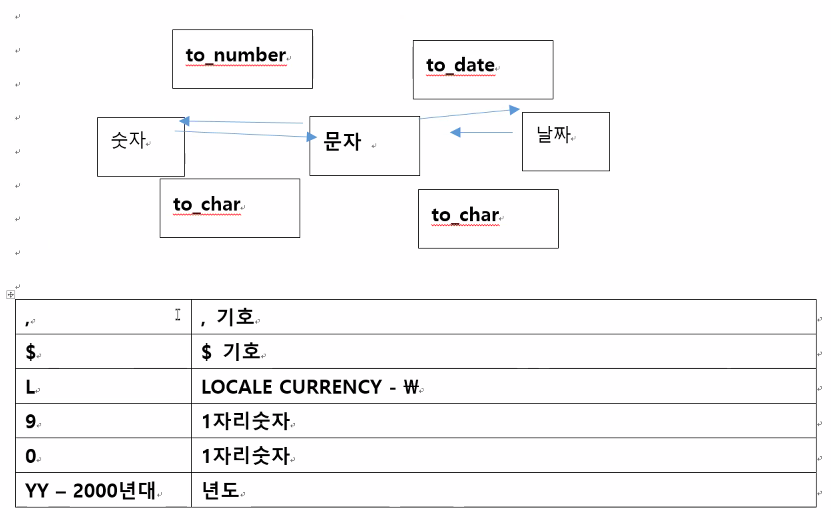 to_number
to_date
숫자
문자
날짜
to_char
to_char
, , 기호
$ $ 기호
L LOCALE CURRENCY - ₩
9 1자리숫자
0 1자리숫자
YY – 2000년대 년도